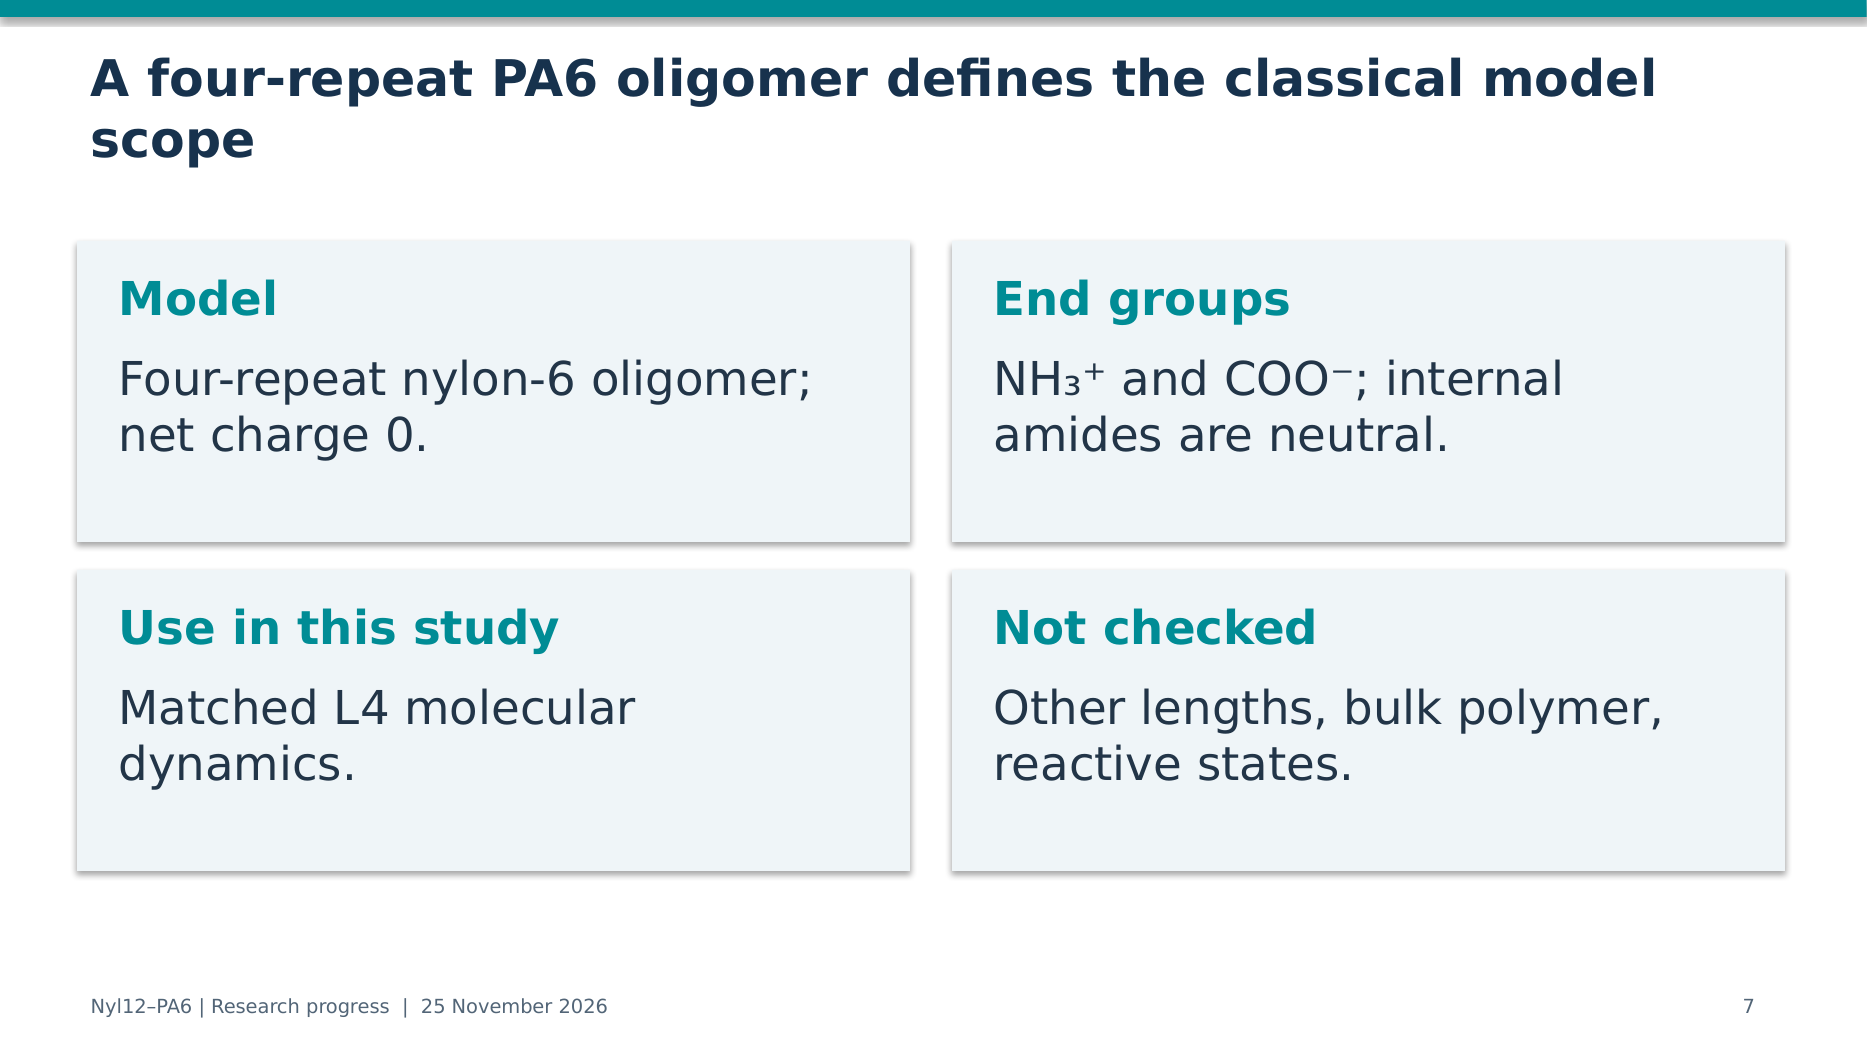 A four-repeat PA6 oligomer defines the classical model
scope
Model
Four-repeat nylon-6 oligomer;
net charge 0.
End groups
NH₃⁺ and COO⁻; internal
amides are neutral.
Use in this study
Matched L4 molecular
dynamics.
Not checked
Other lengths, bulk polymer,
reactive states.
Nyl12–PA6 | Research progress | 25 November 2026
7